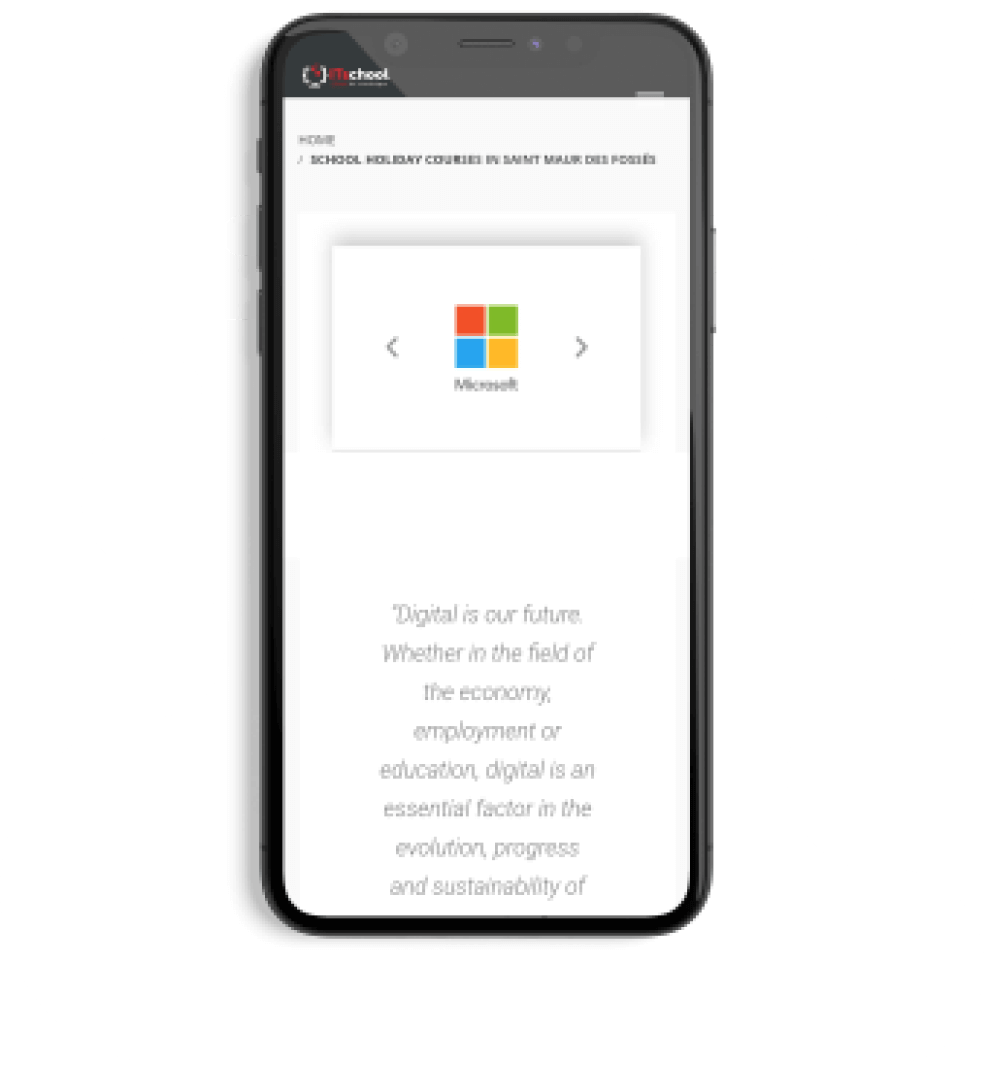 ITschool
HOME
/ SCHOOL HOLIDAY COURSES IN SAINT MAUR DES FOSSÉS
Microsoft
"Digital is our future.
Whether in the field of
the economy,
employment or
education, digital is an
essential factor in the
evolution, progress
and sustainability of